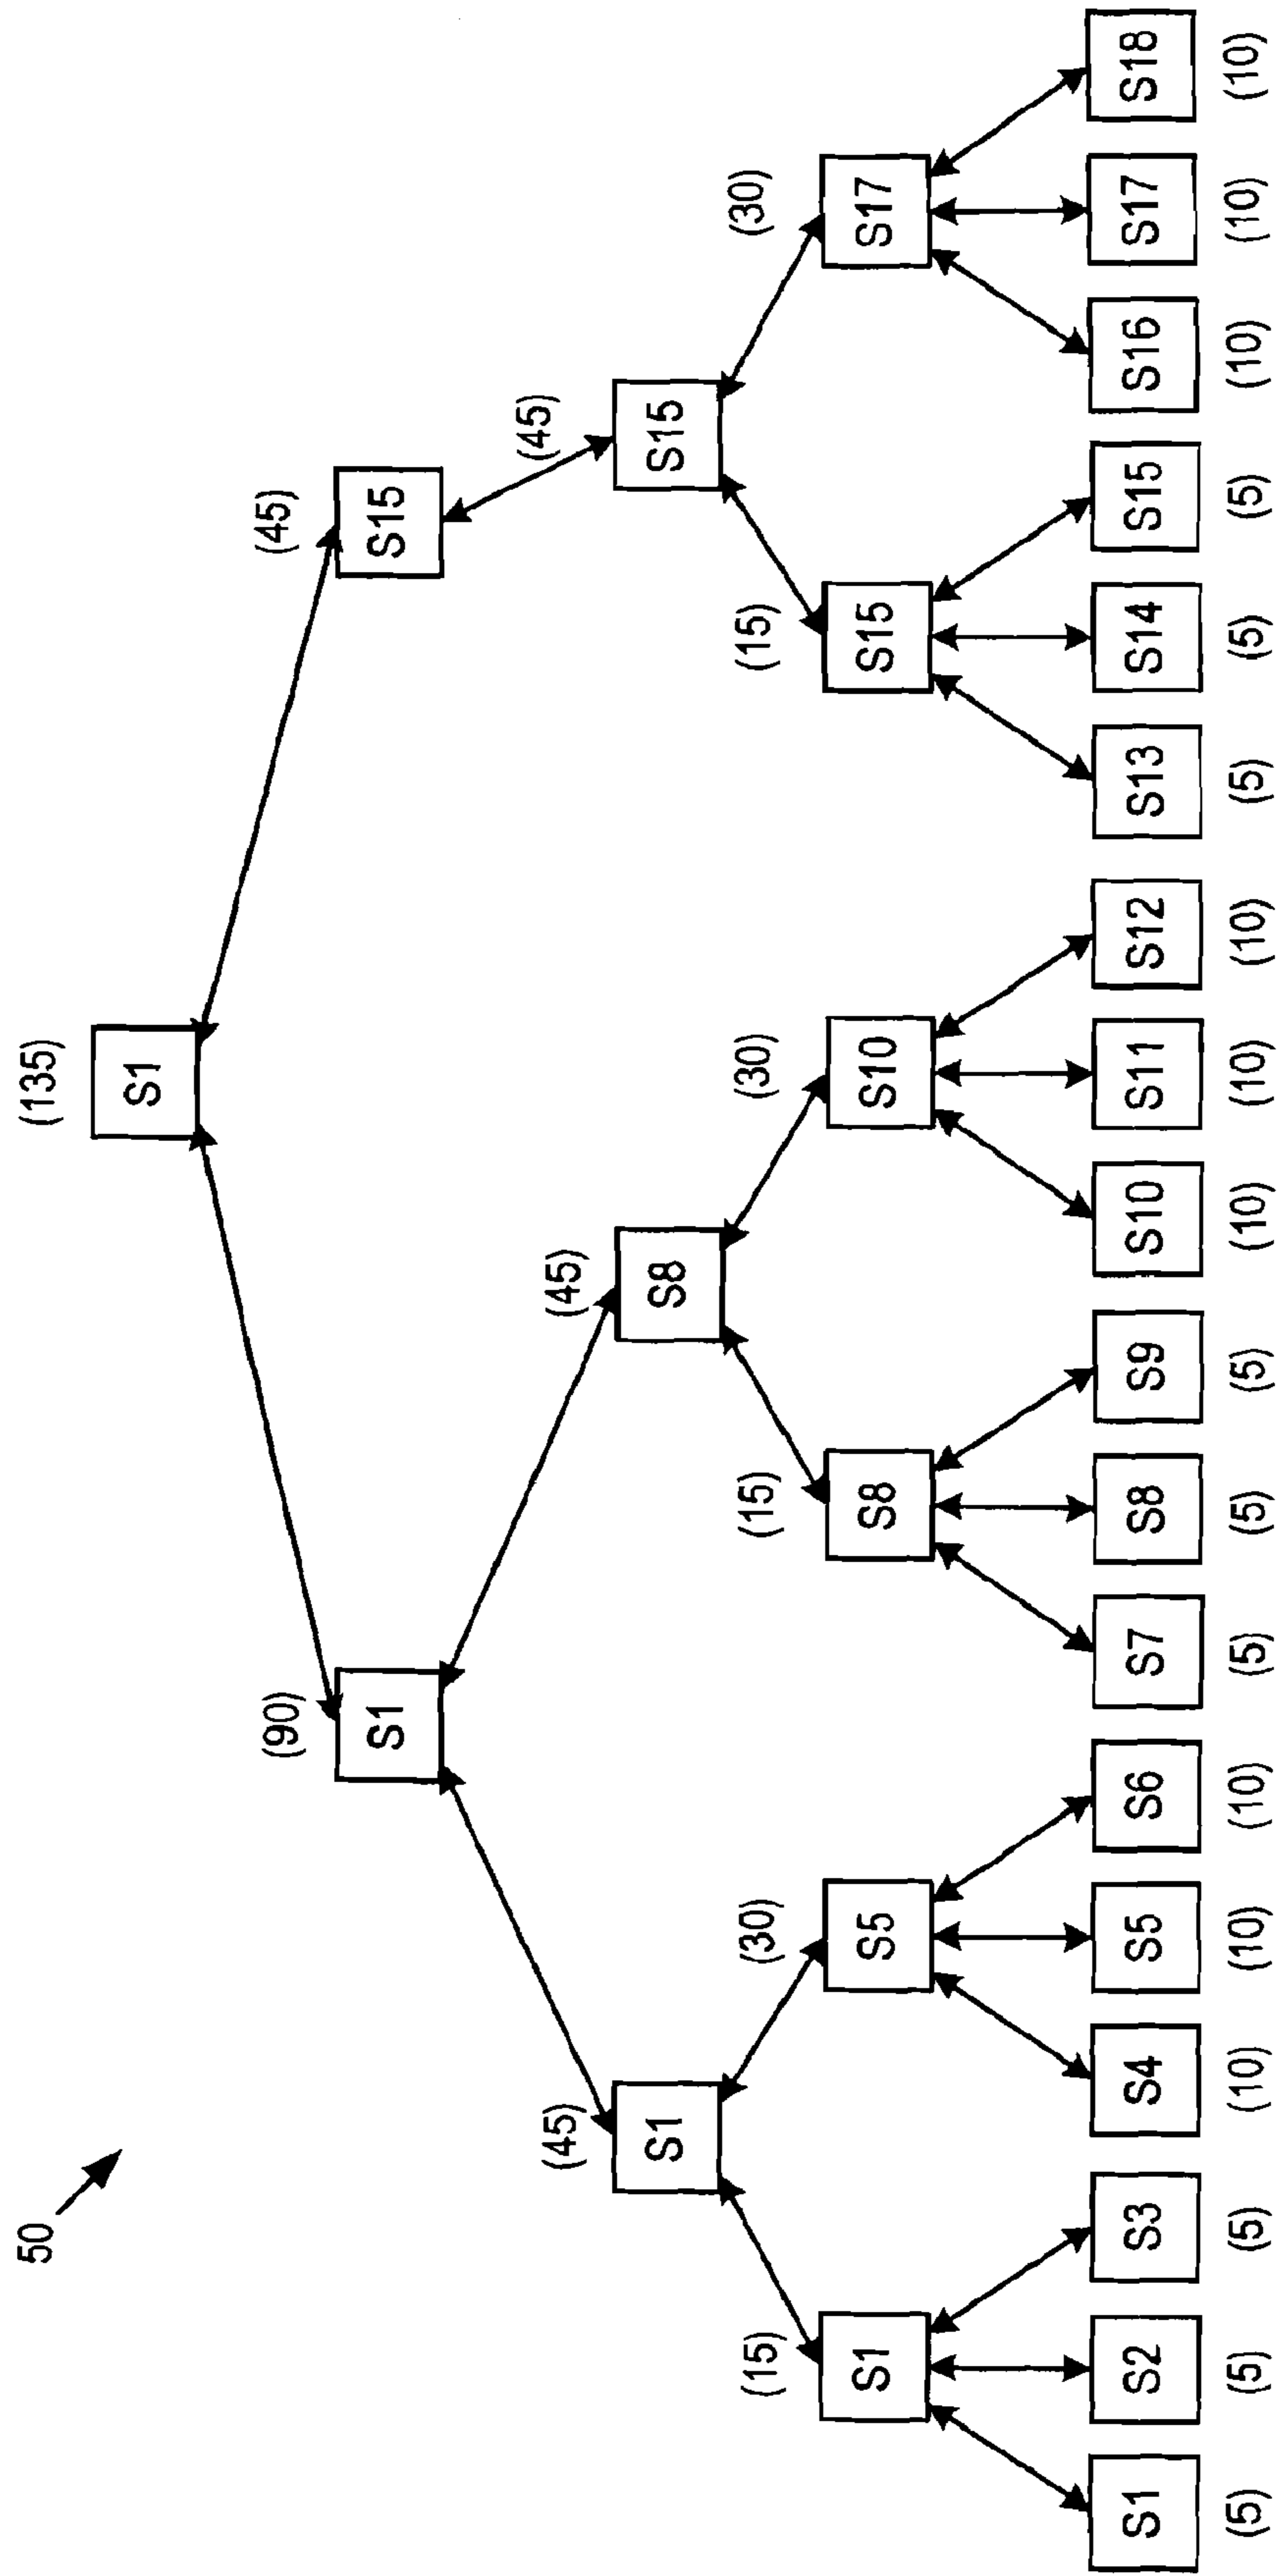 50
(135)
S1
(90)
(45)
S1
S15
(45)
(45)
(45)
S1
S8
S15
(15)
(30)
(15)
(30)
(15)
(30)
S1
S5
S8
S10
S15
S17
S1
S2
S3
S4
S5
S6
S7
S8
S9
S10
S11
S12
S13
S14
S15
S16
S17
S18
(5)
(5)
(5)
(10)
(10)
(10)
(5)
(5)
(5)
(10)
(10)
(10)
(5)
(5)
(5)
(10)
(10)
(10)